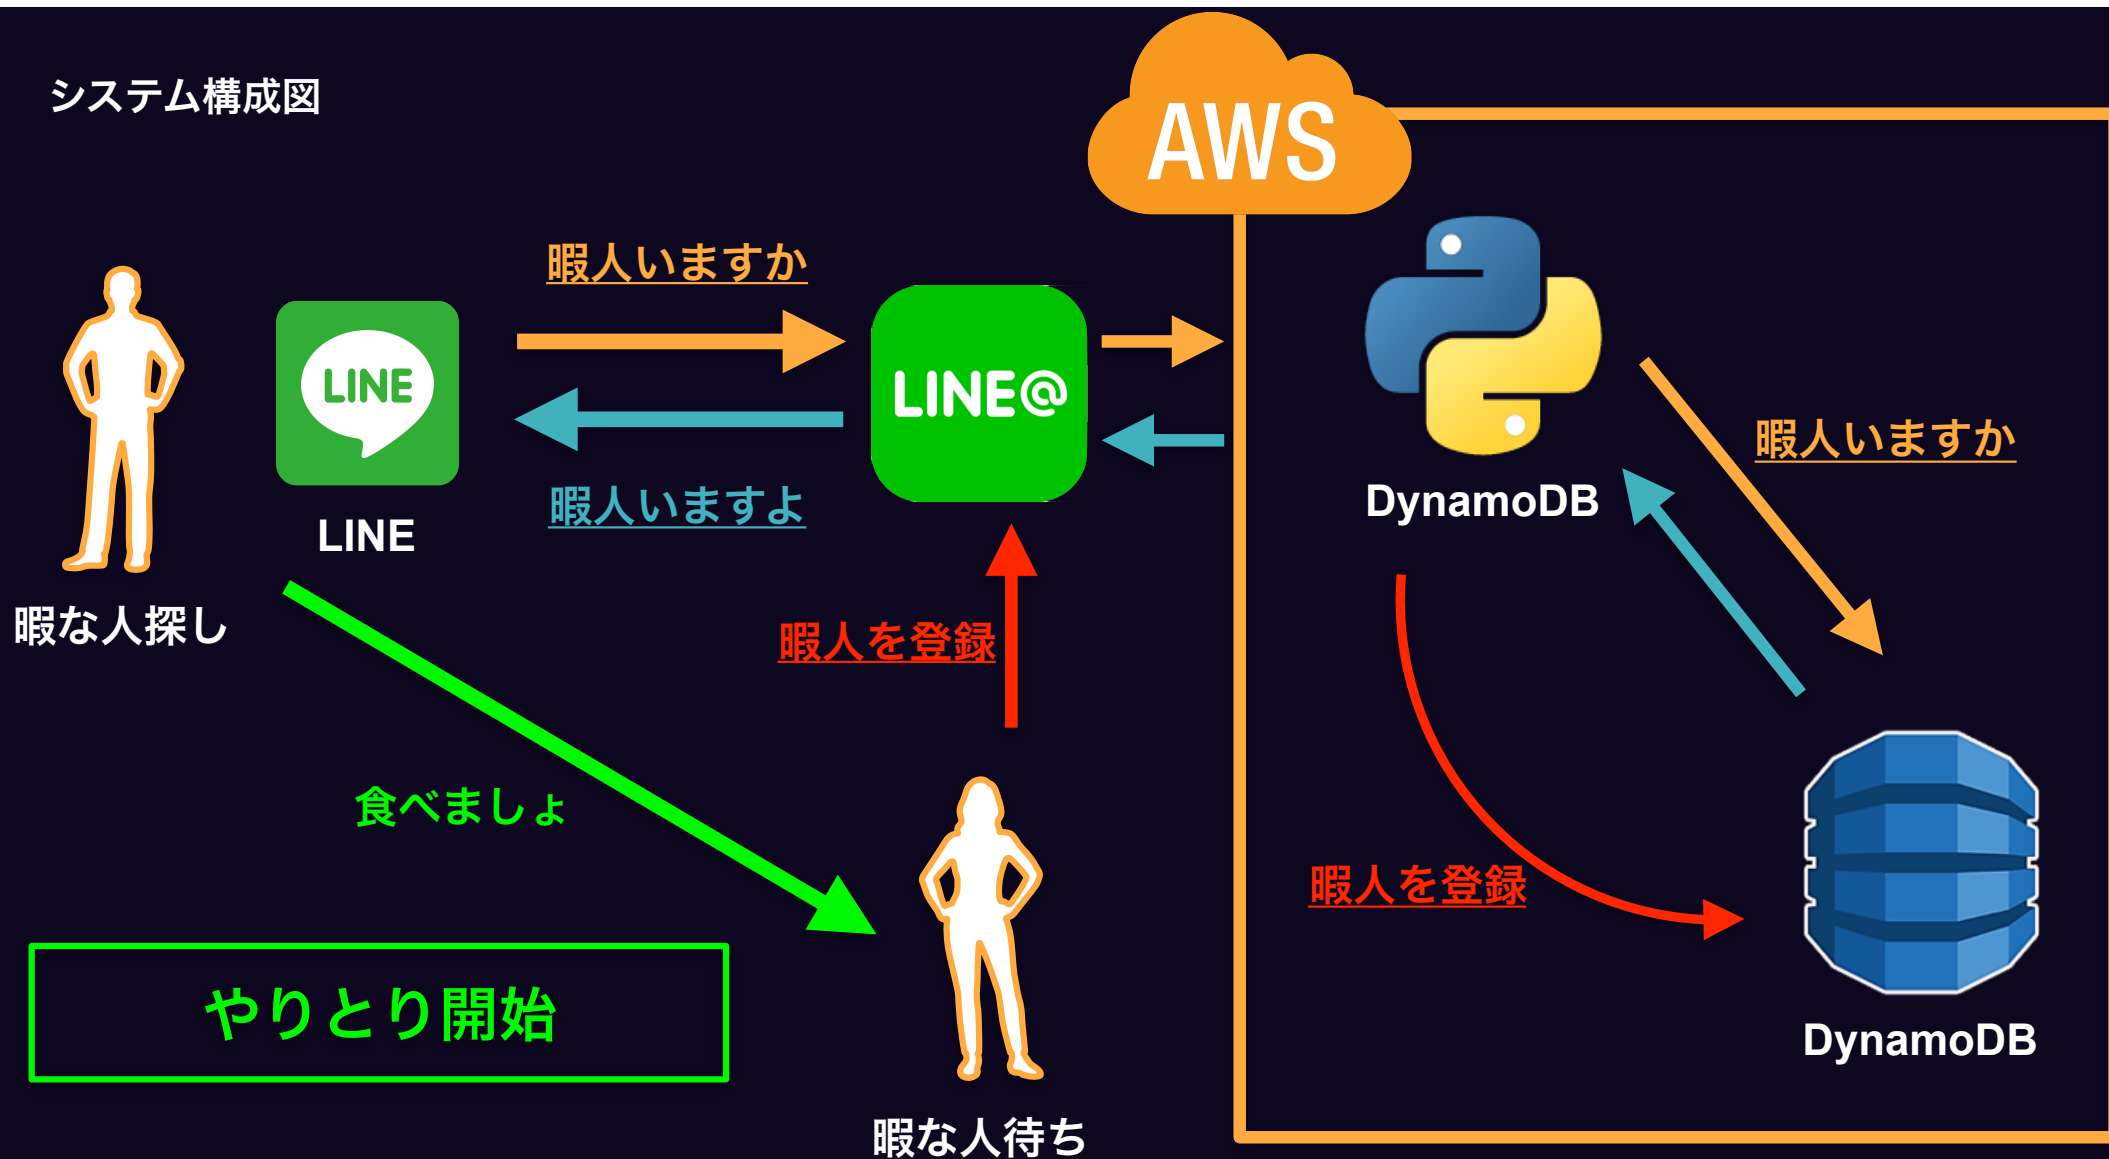 システム構成図
AWS
暇人いますか
LINE
LINE@
暇人いますか
DynamoDB
暇人いますよ
LINE
暇な人探し
暇人を登録
食べましょ
暇人を登録
やりとり開始
DynamoDB
暇な人待ち